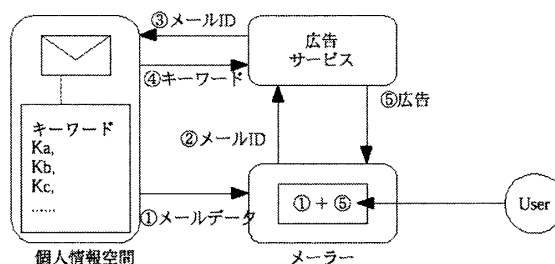 ③メールID
④キーワード
広告
サービス
⑤広告
②メールID
キーワード
Ka,
Kb,
Kc,
……
①メールデータ
① + ⑤
User
個人情報空間
メーラー